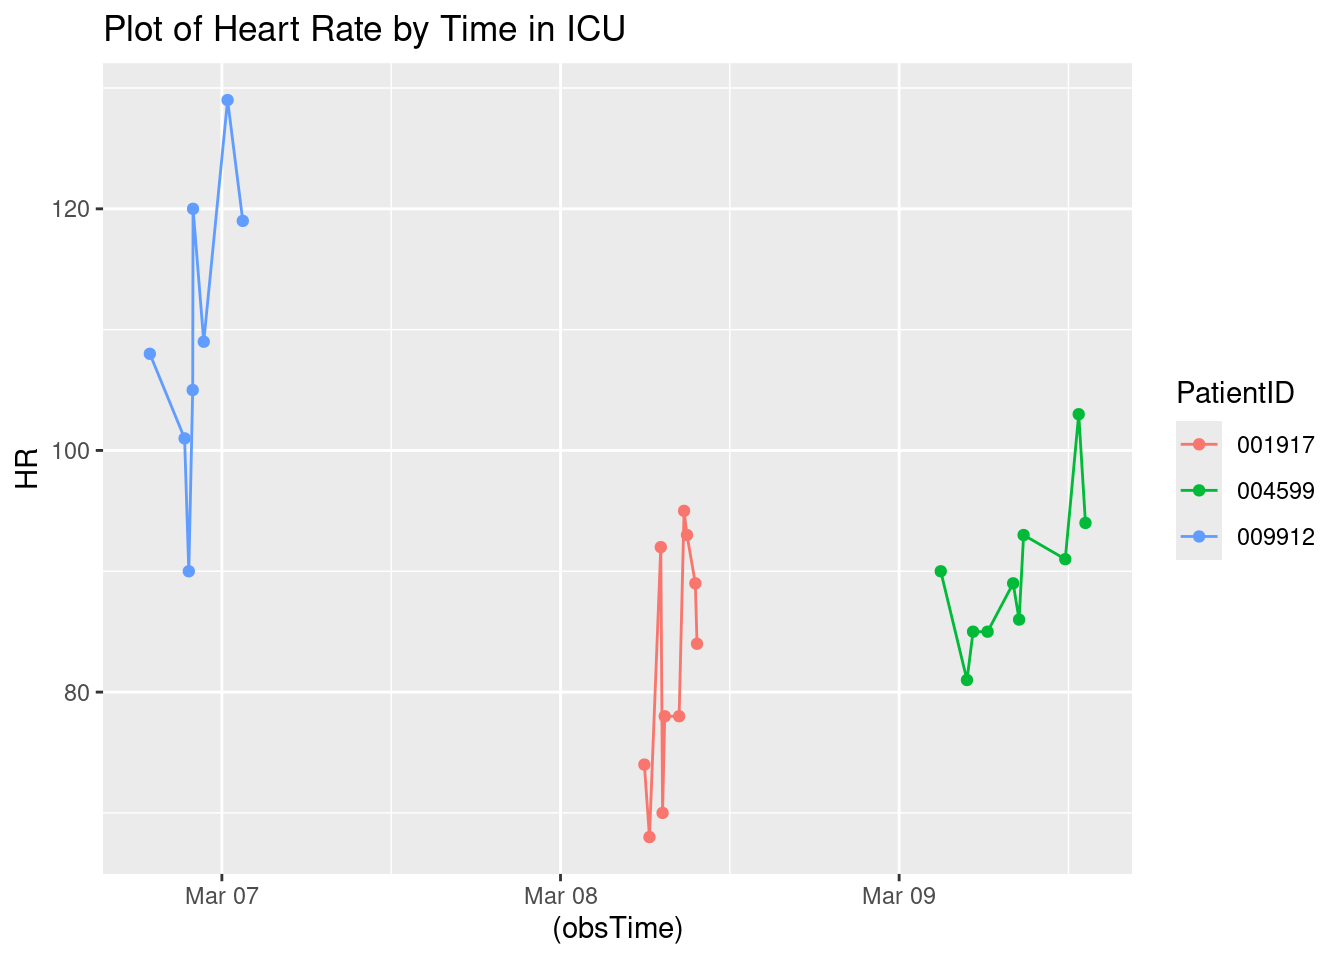 Plot of Heart Rate by Time in ICU
HR
120
100
80
Mar 07
Mar 08
Mar 09
(obsTime)
PatientID
001917
004599
009912